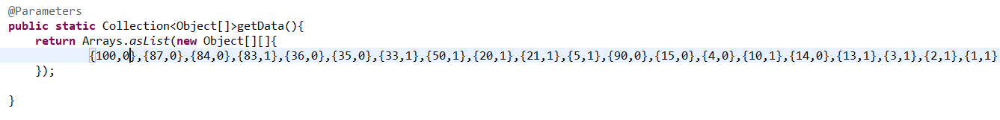 @Parameters
public static Collection<Object[]>getData(){
return Arrays.asList(new Object[][]{
{100,0},{87,0},{84,0},{83,1},{36,0},{35,0},{33,1},{50,1},{20,1},{21,1},{5,1},{90,0},{15,0},{4,0},{10,1},{14,0},{13,1},{3,1},{2,1},{1,1}
});
}